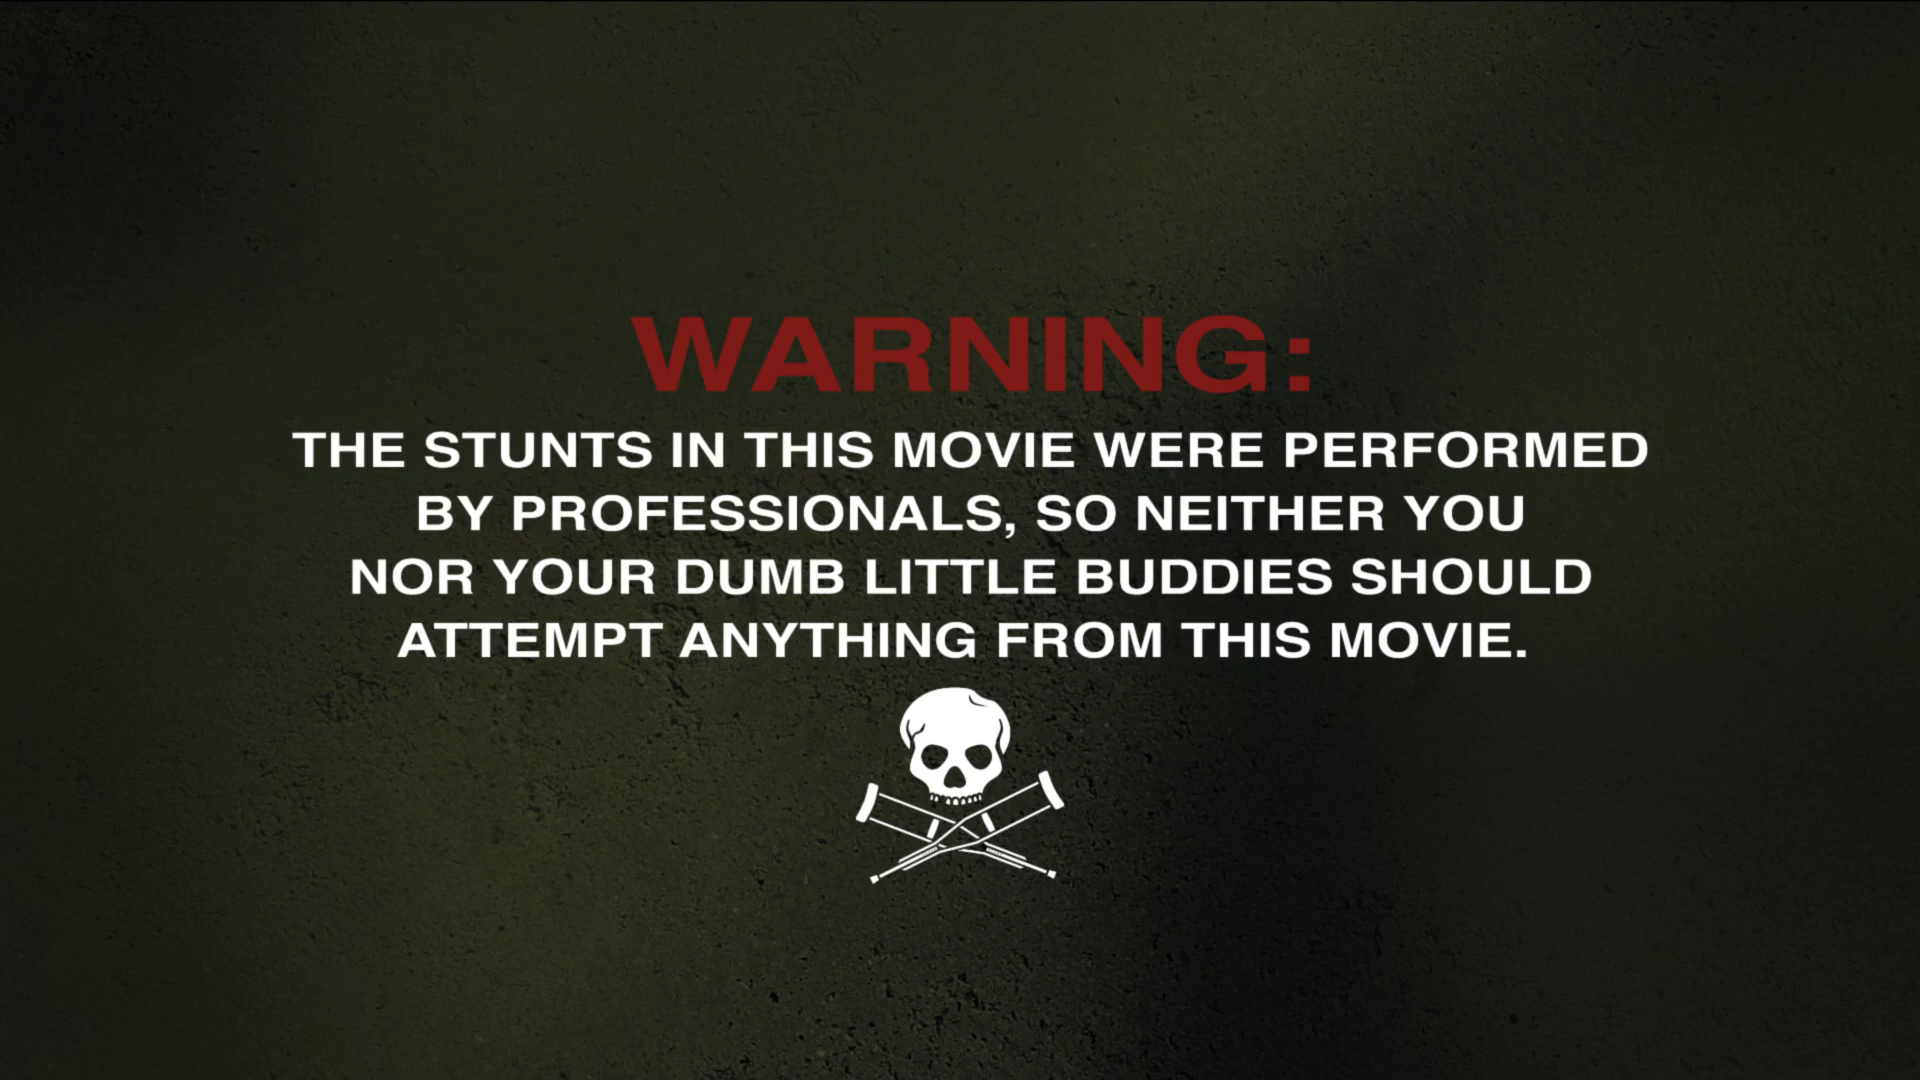 WARNING:
THE STUNTS IN THIS MOVIE WERE PERFORMED
BY PROFESSIONALS, SO NEITHER YOU
NOR YOUR DUMB LITTLE BUDDIES SHOULD
ATTEMPT ANYTHING FROM THIS MOVIE.